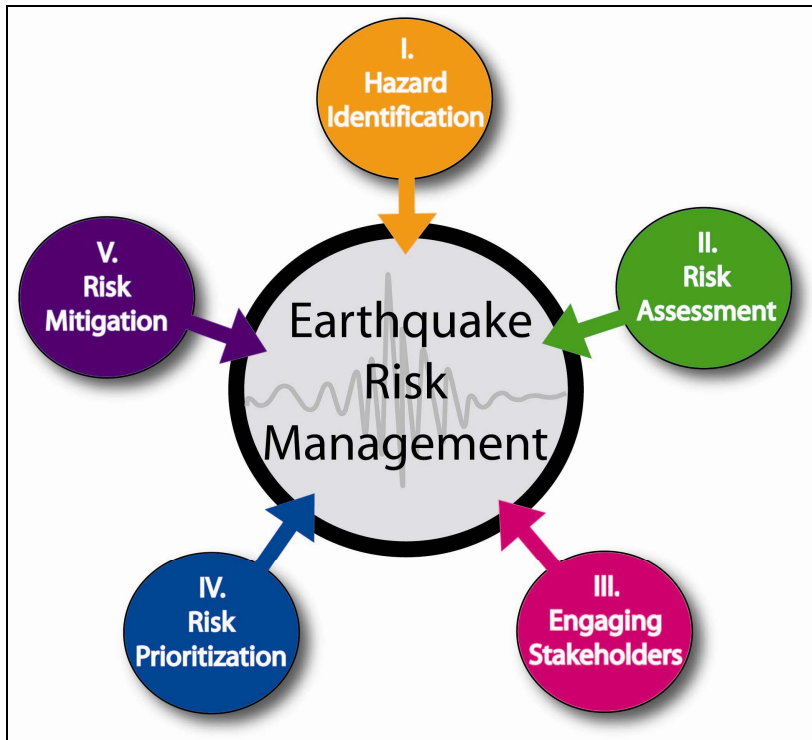 I.
Hazard
Identification
II.
Risk
Assessment
III.
Engaging
Stakeholders
IV.
Risk
Prioritization
V.
Risk
Mitigation
Earthquake
Risk
Management